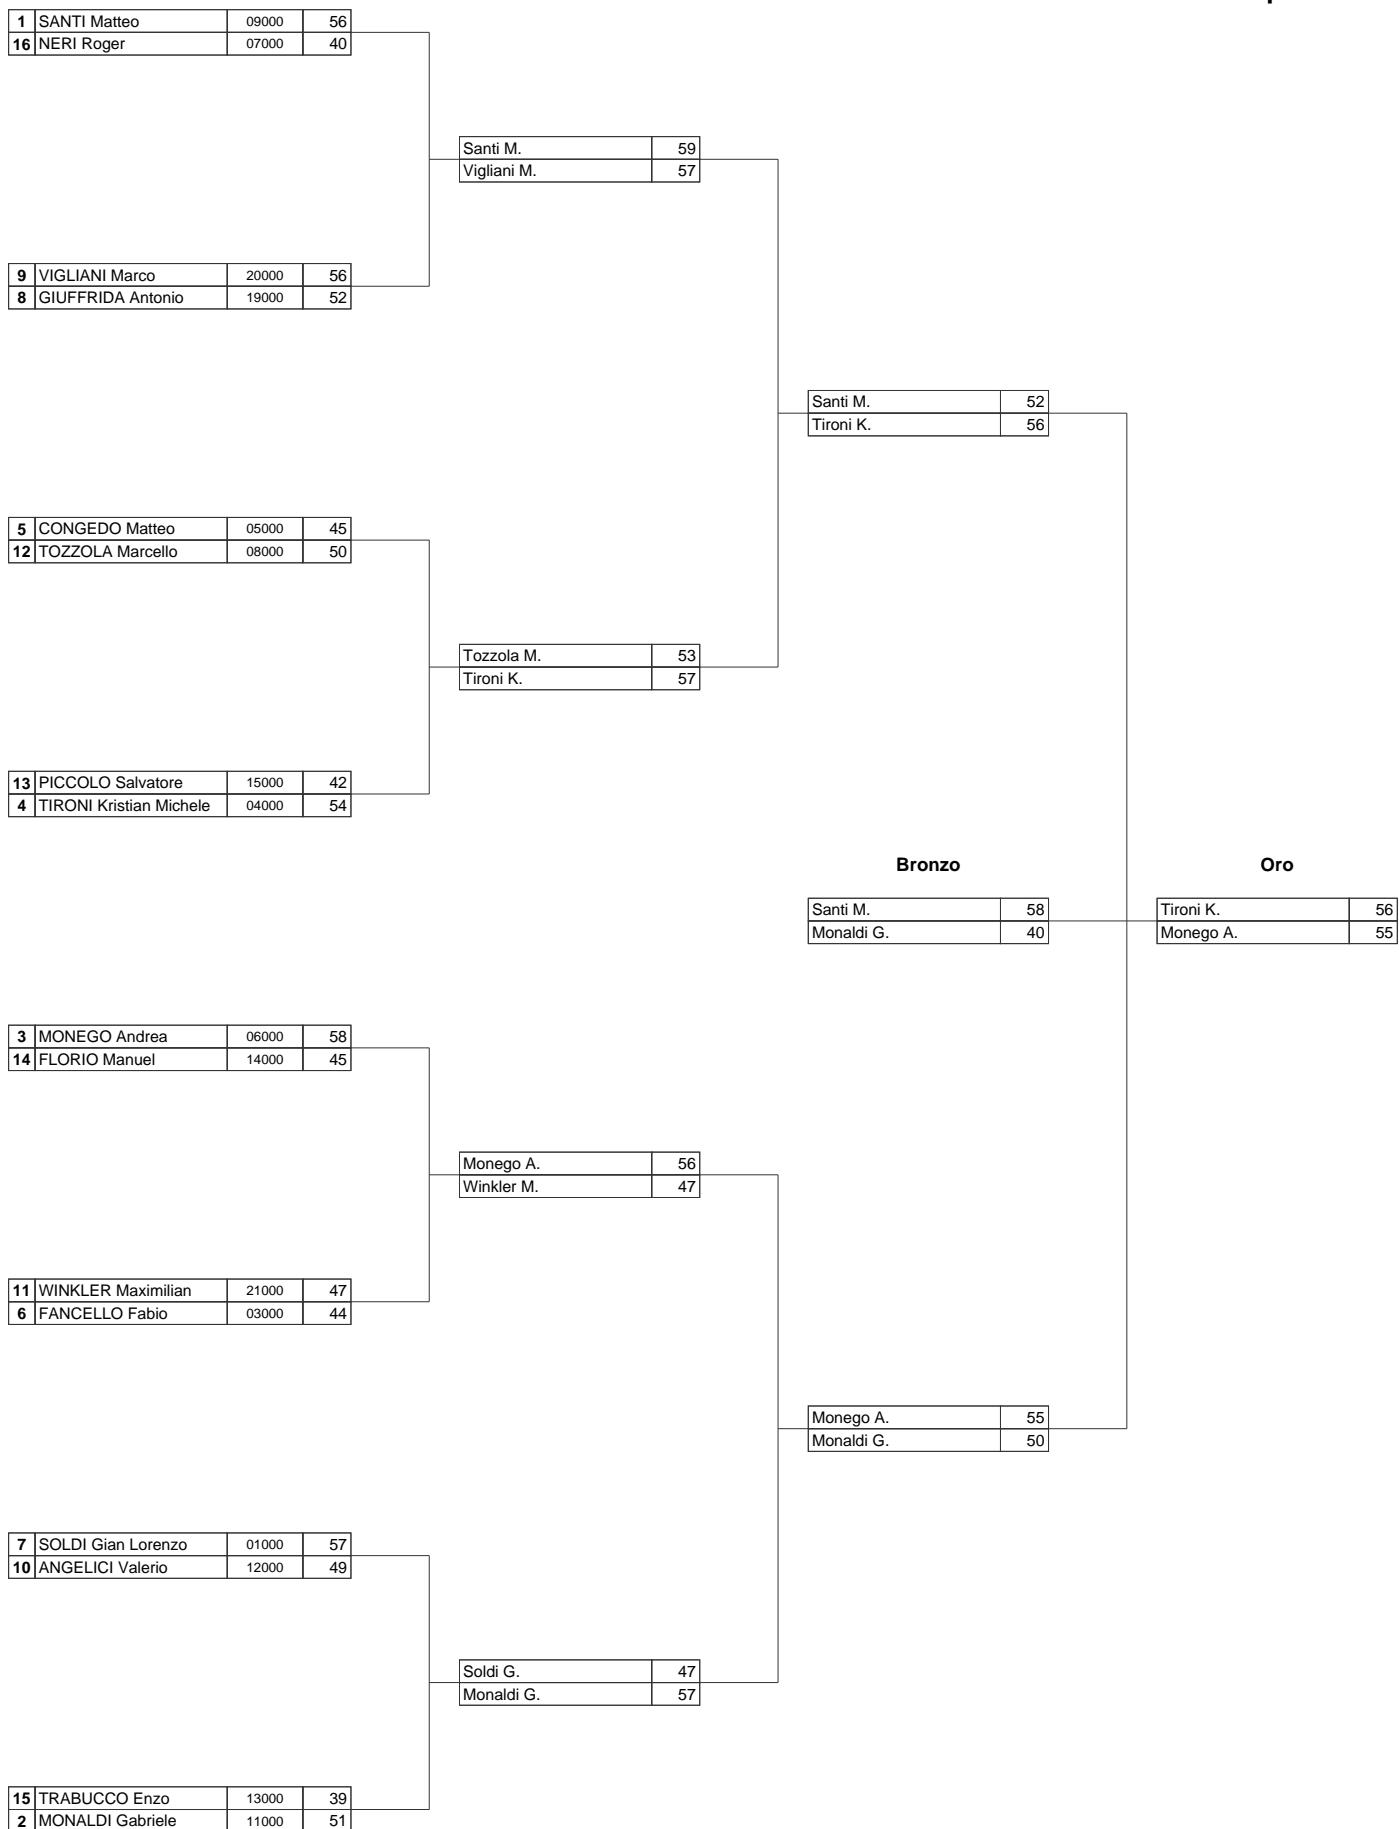 1 SANTI Matteo 09000 56
16 NERI Roger 07000 40
Santi M. 59
Vigliani M. 57
9 VIGLIANI Marco 20000 56
8 GIUFFRIDA Antonio 19000 52
Santi M. 52
Tironi K. 56
5 CONGEDO Matteo 05000 45
12 TOZZOLA Marcello 08000 50
Tozzola M. 53
Tironi K. 57
13 PICCOLO Salvatore 15000 42
4 TIRONI Kristian Michele 04000 54
Bronzo Oro
Santi M. 58 Tironi K. 56
Monaldi G. 40 Monego A. 55
3 MONEGO Andrea 06000 58
14 FLORIO Manuel 14000 45
Monego A. 56
Winkler M. 47
11 WINKLER Maximilian 21000 47
6 FANCELLO Fabio 03000 44
Monego A. 55
Monaldi G. 50
7 SOLDI Gian Lorenzo 01000 57
10 ANGELICI Valerio 12000 49
Soldi G. 47
Monaldi G. 57
15 TRABUCCO Enzo 13000 39
2 MONALDI Gabriele 11000 51